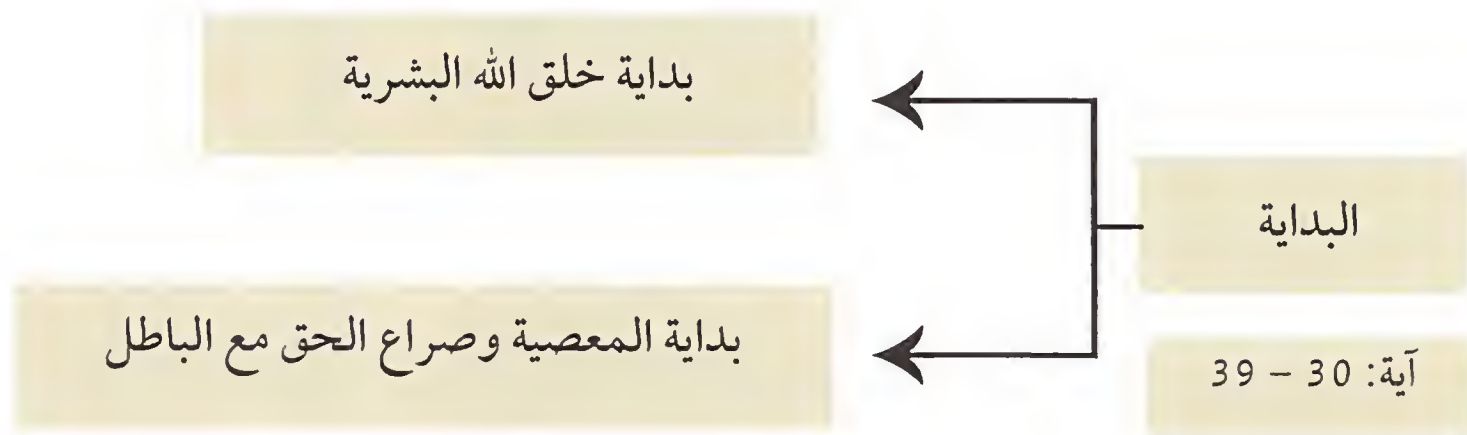 بداية خلق الله البشرية
البداية
بداية المعصية وصراع الحق مع الباطل
آية: 30 – 39